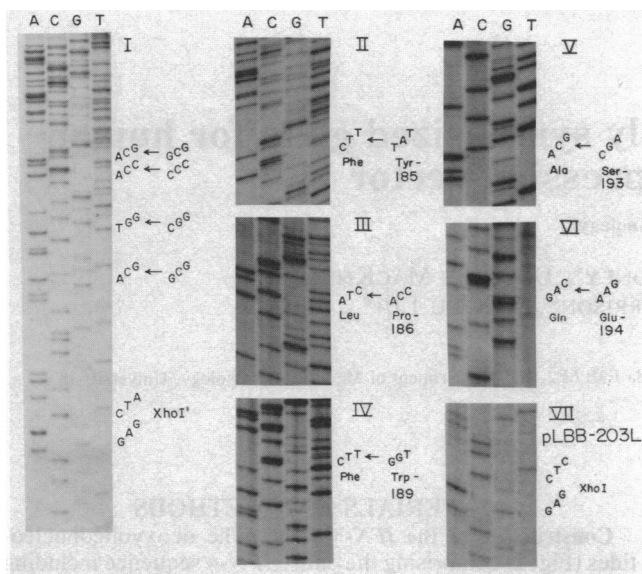 A C G T
I
ACG ← GCG
ACC ← CCC
TGG ← CGG
ACG ← GCG
CTA
XhoI'
GAG
A C G T
II
CTT ← TAT
Phe Tyr-
185
III
ATC ← ACC
Leu Pro-
186
IV
CTT ← GGT
Phe Trp-
189
A C G T
V
ACG ← CGA
Ala Ser-
193
VI
GAC ← AAG
Gln Glu-
194
VII
pLBB-203L
CTC
XhoI
GAG